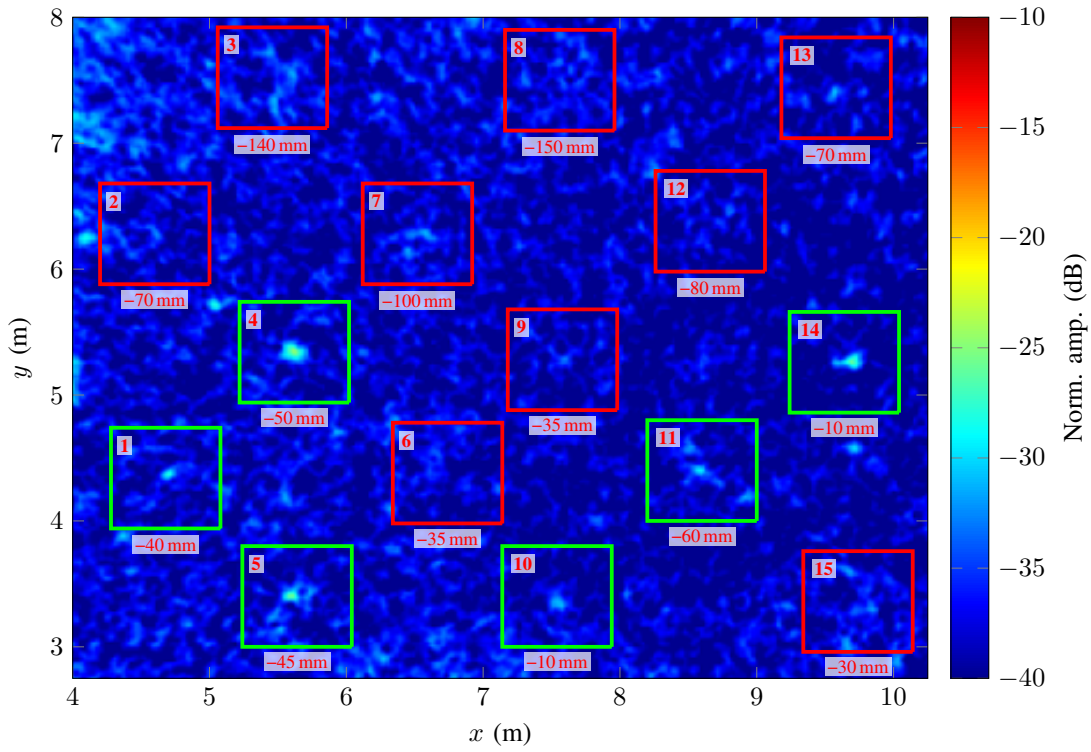 8
7
6
5
4
3
y (m)
4
5
6
7
8
9
10
x (m)
3
−140 mm
8
−150 mm
13
−70 mm
2
−70 mm
7
−100 mm
12
−80 mm
4
−50 mm
9
−35 mm
14
−10 mm
1
−40 mm
6
−35 mm
11
−60 mm
5
−45 mm
10
−10 mm
15
−30 mm
−10
−15
−20
−25
−30
−35
−40
Norm. amp. (dB)